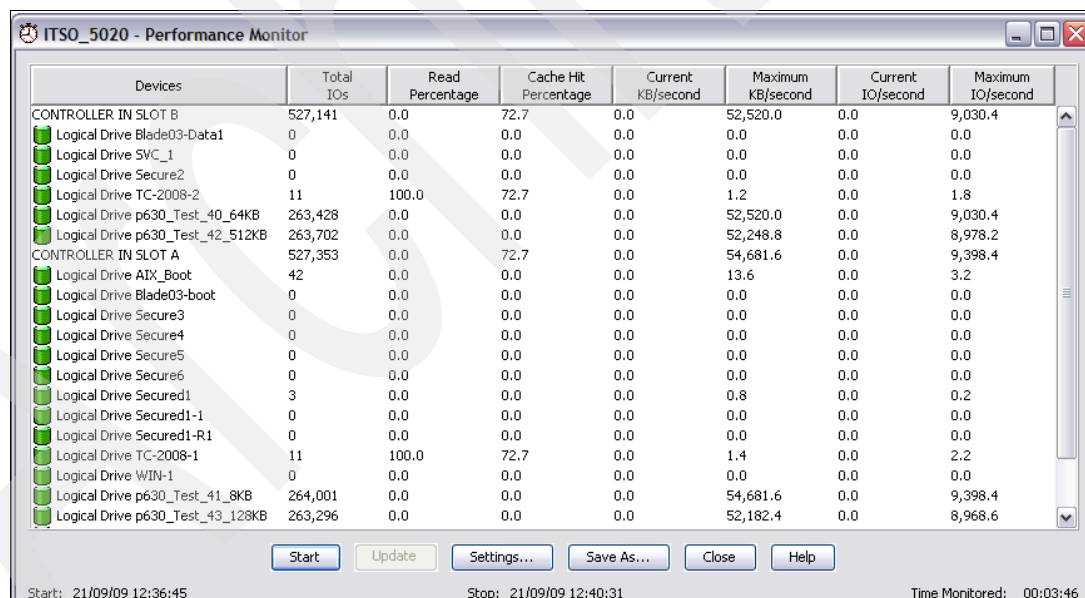 ITSO_5020 - Performance Monitor
Devices Total IOs Read Percentage Cache Hit Percentage Current KB/second Maximum KB/second Current IO/second Maximum IO/second
CONTROLLER IN SLOT B 527,141 0.0 72.7 0.0 52,520.0 0.0 9,030.4
Logical Drive Blade03-Data1 0 0.0 0.0 0.0 0.0 0.0 0.0
Logical Drive SVC_1 0 0.0 0.0 0.0 0.0 0.0 0.0
Logical Drive Secure2 0 0.0 0.0 0.0 0.0 0.0 0.0
Logical Drive TC-2008-2 11 100.0 72.7 0.0 1.2 0.0 1.8
Logical Drive p630_Test_40_64KB 263,428 0.0 0.0 0.0 52,520.0 0.0 9,030.4
Logical Drive p630_Test_42_512KB 263,702 0.0 0.0 0.0 52,248.8 0.0 8,978.2
CONTROLLER IN SLOT A 527,353 0.0 72.7 0.0 54,681.6 0.0 9,398.4
Logical Drive AIX_Boot 42 0.0 0.0 0.0 13.6 0.0 3.2
Logical Drive Blade03-boot 0 0.0 0.0 0.0 0.0 0.0 0.0
Logical Drive Secure3 0 0.0 0.0 0.0 0.0 0.0 0.0
Logical Drive Secure4 0 0.0 0.0 0.0 0.0 0.0 0.0
Logical Drive Secure5 0 0.0 0.0 0.0 0.0 0.0 0.0
Logical Drive Secure6 0 0.0 0.0 0.0 0.0 0.0 0.0
Logical Drive Secured1 3 0.0 0.0 0.0 0.8 0.0 0.2
Logical Drive Secured1-1 0 0.0 0.0 0.0 0.0 0.0 0.0
Logical Drive Secured1-R1 0 0.0 0.0 0.0 0.0 0.0 0.0
Logical Drive TC-2008-1 11 100.0 72.7 0.0 1.4 0.0 2.2
Logical Drive WIN-1 0 0.0 0.0 0.0 0.0 0.0 0.0
Logical Drive p630_Test_41_8KB 264,001 0.0 0.0 0.0 54,681.6 0.0 9,398.4
Logical Drive p630_Test_43_128KB 263,296 0.0 0.0 0.0 52,182.4 0.0 8,968.6
Start Update Settings... Save As... Close Help
Start: 21/09/09 12:36:45 Stop: 21/09/09 12:40:31 Time Monitored: 00:03:46